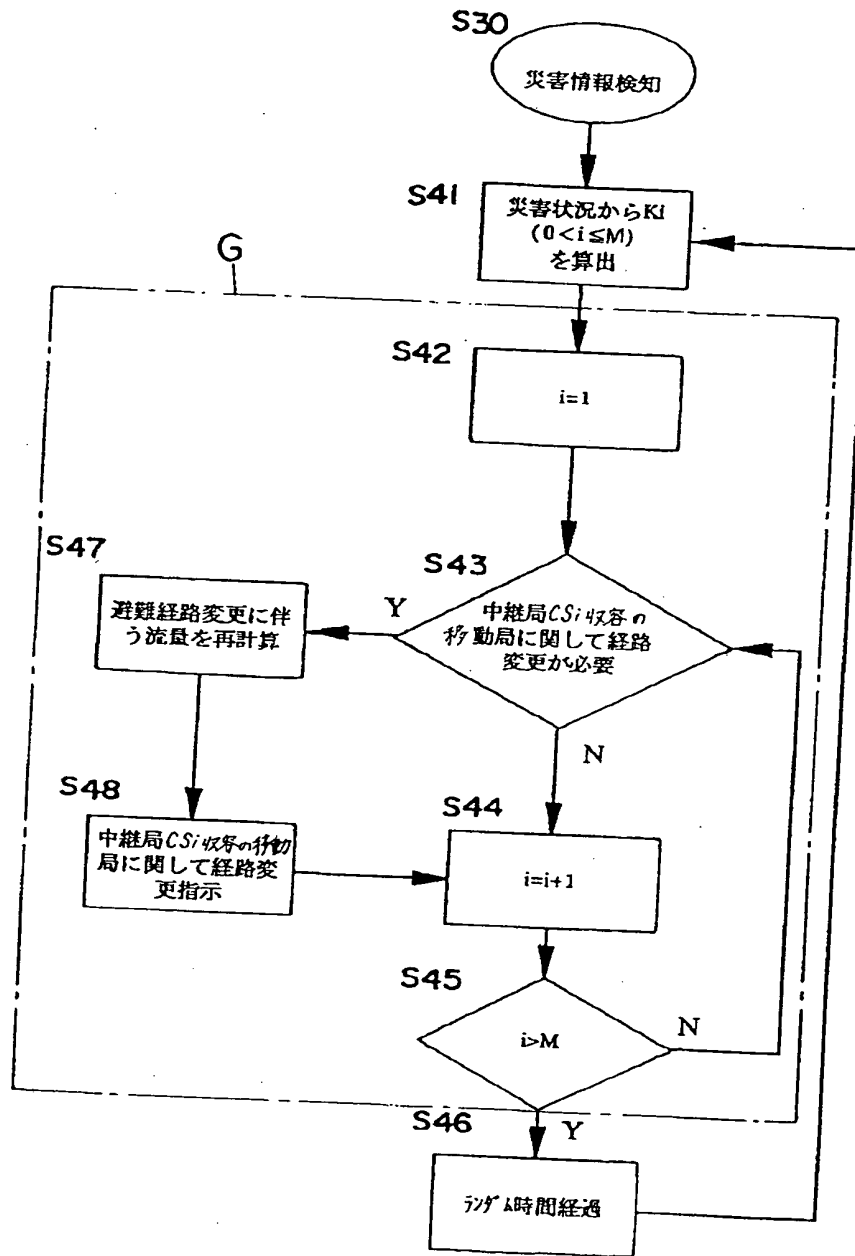 S30
災害情報検知
S41
災害状況からKi
(0<i≦M)
を算出
G
S42
i=1
S47
S43
避難経路変更に伴
う流量を再計算
Y
中継局CSi収容の
移動局に関して経路
変更が必要
N
S48
S44
中継局CSi収容の移動
局に関して経路変
更指示
i=i+1
S45
i>M
N
S46
Y
ランダム時間経過